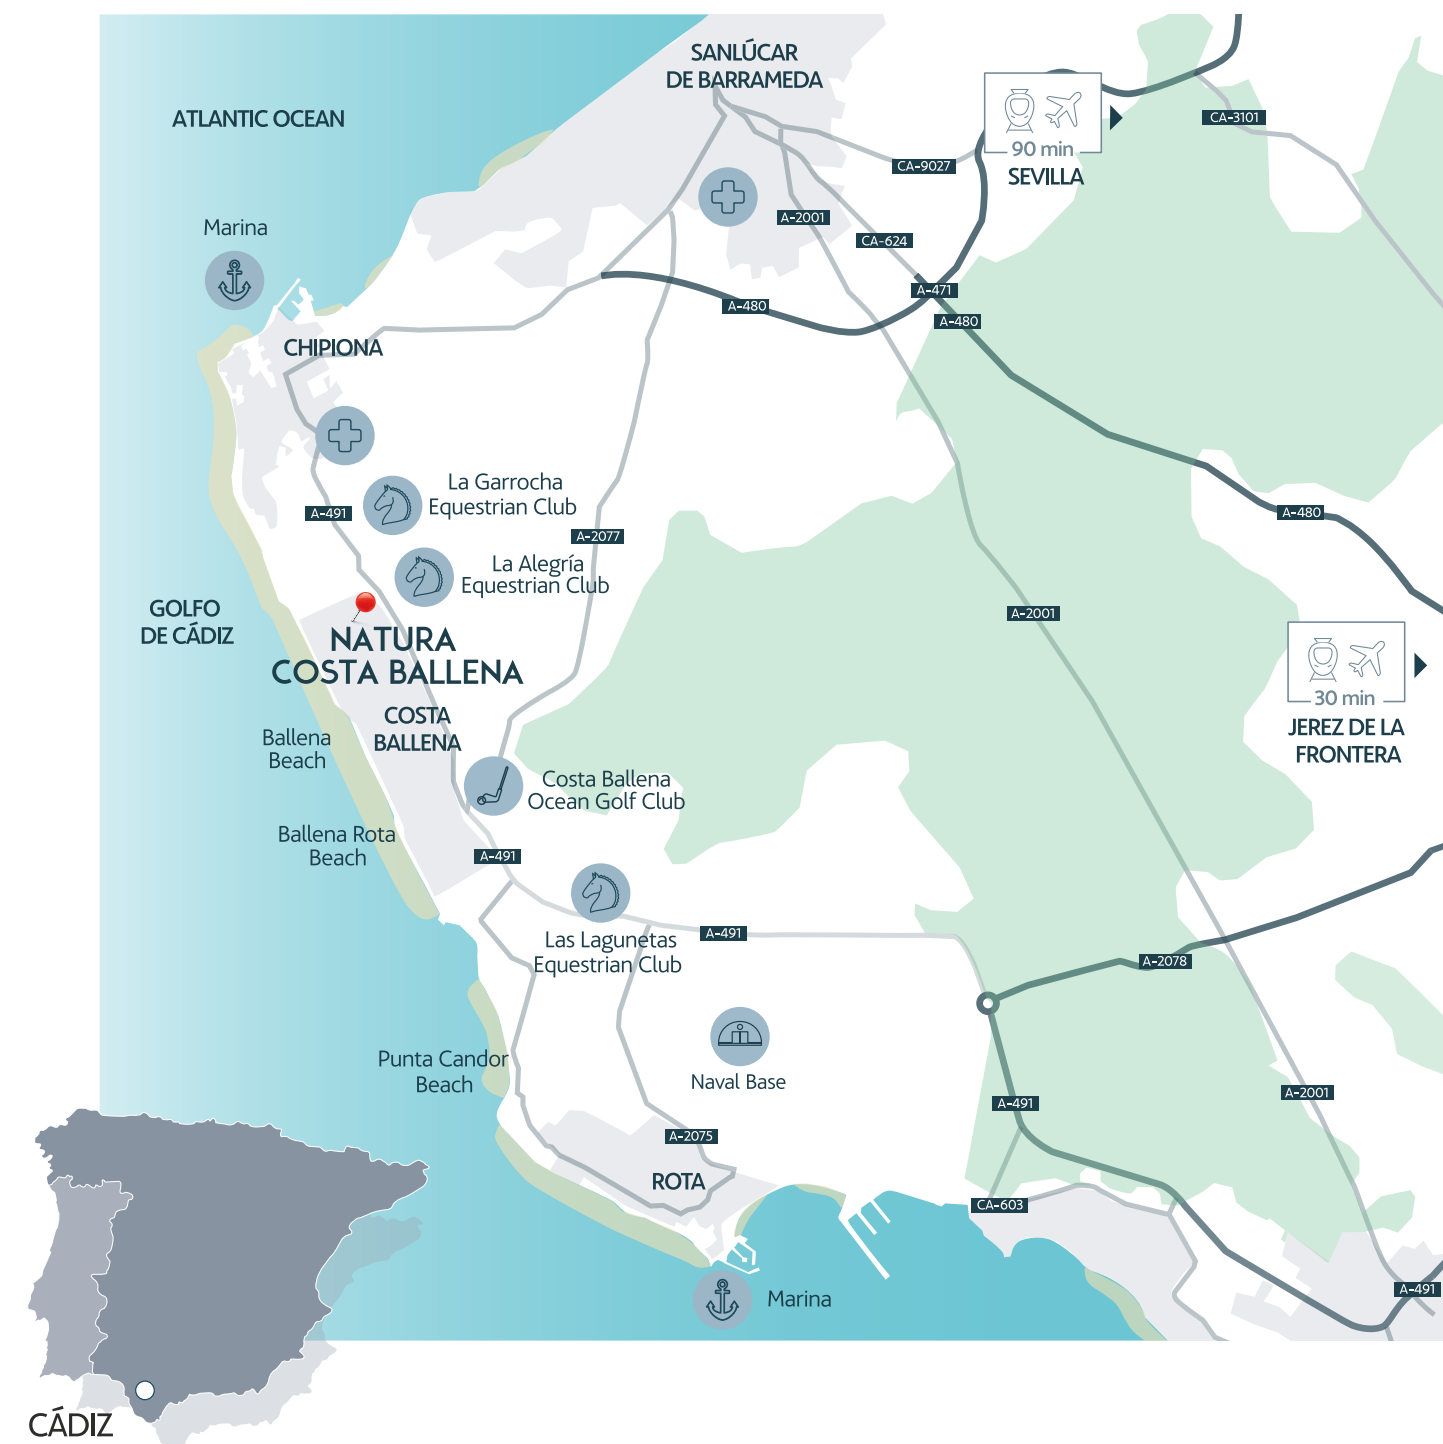 SANLÚCAR
DE BARRAMEDA
ATLANTIC OCEAN
CA-3101
90 min
SEVILLA
CA-9027
A-2001
Marina
CA-624
A-471
A-480
A-480
CHIPIONA
La Garrocha
Equestrian Club
A-491
A-480
A-2077
La Alegría
Equestrian Club
GOLFO
DE CÁDIZ
A-2001
NATURA
COSTA BALLENA
30 min
JEREZ DE LA
FRONTERA
COSTA
BALLENA
Ballena
Beach
Costa Ballena
Ocean Golf Club
Ballena Rota
Beach
A-491
A-491
Las Lagunetas
Equestrian Club
A-2078
Punta Candor
Beach
Naval Base
A-491
A-2001
A-2075
ROTA
CA-603
A-491
Marina
CÁDIZ